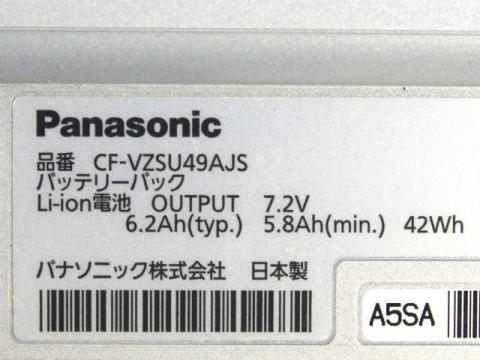 Panasonic
品番 CF-VZSU49AJS
バッテリーパック
Li-ion電池 OUTPUT 7.2V
6.2Ah(typ.) 5.8Ah(min.) 42Wh
パナソニック株式会社 日本製
A5SA